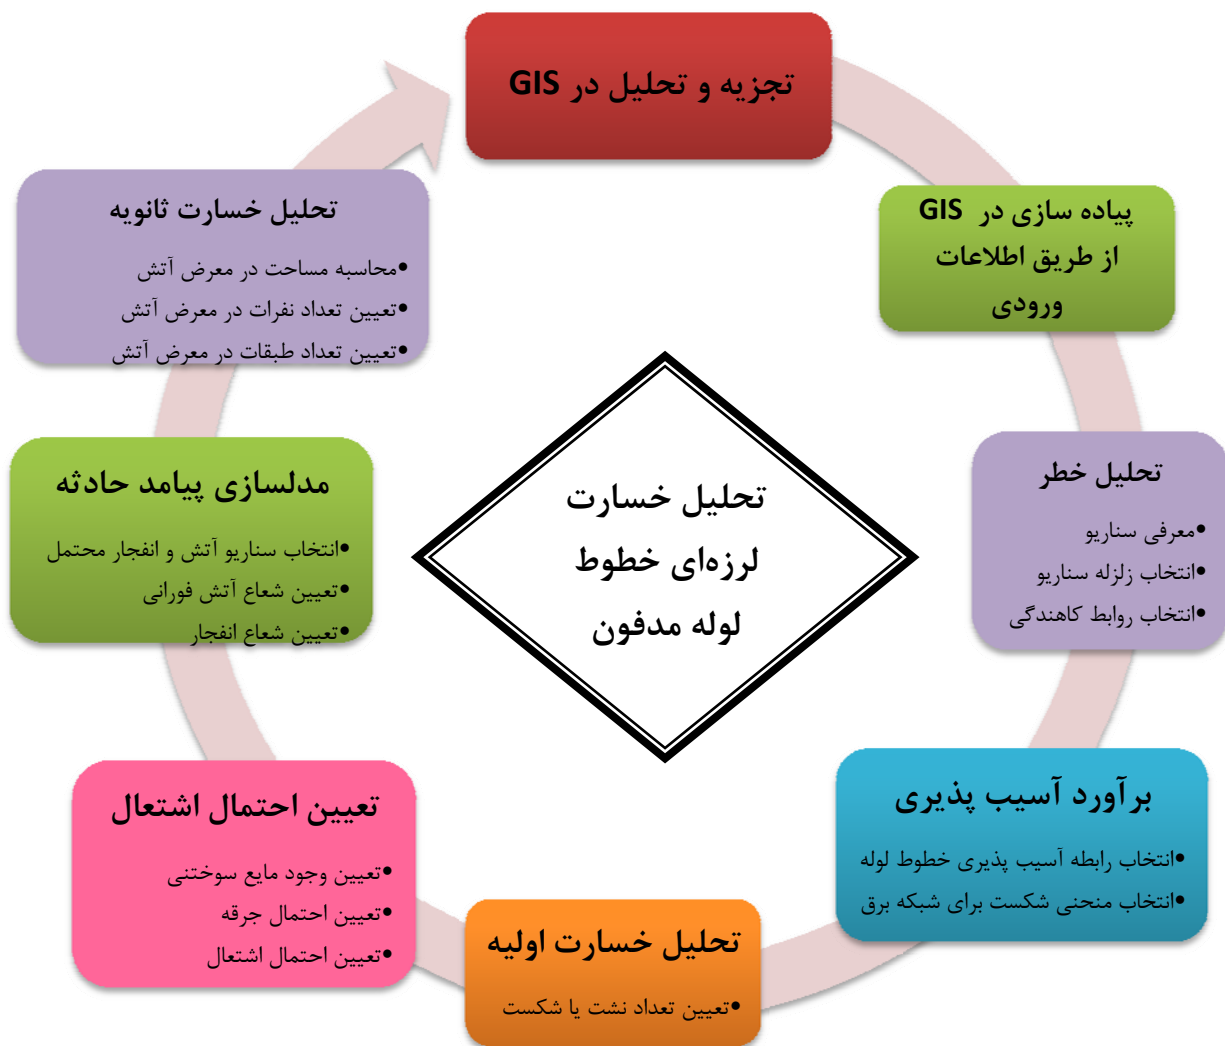 تجزیه و تحلیل در GIS
پیاده سازی در GIS
از طریق اطلاعات
ورودی
تحلیل خطر
•معرفی سناریو
•انتخاب زلزله سناریو
•انتخاب روابط کاهندگی
برآورد آسیب پذیری
•انتخاب رابطه آسیب پذیری خطوط لوله
•انتخاب منحنی شکست برای شبکه برق
تحلیل خسارت اولیه
•تعیین تعداد نشت یا شکست
تعیین احتمال اشتعال
•تعیین وجود مایع سوختنی
•تعیین احتمال جرقه
•تعیین احتمال اشتعال
مدلسازی پیامد حادثه
•انتخاب سناریو آتش و انفجار محتمل
•تعیین شعاع آتش فورانی
•تعیین شعاع انفجار
تحلیل خسارت ثانویه
•محاسبه مساحت در معرض آتش
•تعیین تعداد نفرات در معرض آتش
•تعیین تعداد طبقات در معرض آتش
تحلیل خسارت
لرزه‌ای خطوط
لوله مدفون